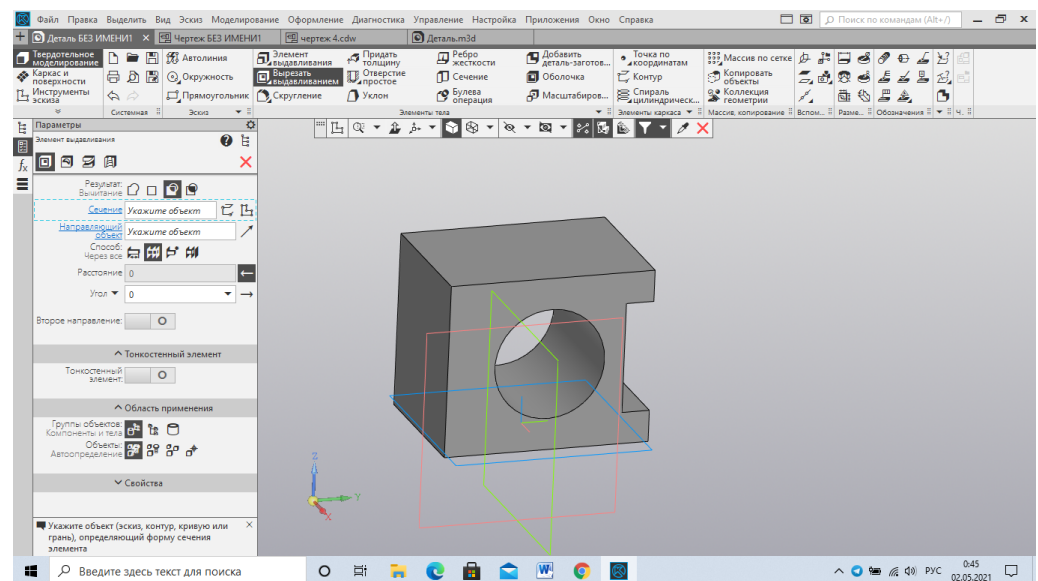 Файл Правка Выделить Вид Эскиз Моделирование Оформление Диагностика Управление Настройка Приложения Окно Справка
Поиск по командам (Alt+/)
Деталь БЕЗ ИМЕНИ1
Чертеж БЕЗ ИМЕНИ1
чертеж 4.cdw
Деталь.m3d
Твердотельное
моделирование
Каркас и
поверхности
Инструменты
эскиза
Системная
Автолиния
Окружность
Прямоугольник
Эскиз
Элемент
выдавливания
Вырезать
выдавливанием
Скругление
Придать
толщину
Отверстие
простое
Уклон
Ребро
жесткости
Сечение
Булева
операция
Добавить
деталь-заготов...
Оболочка
Масштабиров...
Элементы тела
Точка по
координатам
Контур
Спираль
цилиндрическ...
Элементы каркаса
Массив по сетке
Копировать
объекты
Коллекция
геометрии
Массив, копирование
Вспом...
Разме...
Обозначения
Ч.
Параметры
Элемент выдавливания
Результат:
Вычитание
Сечение Укажите объект
Направляющий
объект Укажите объект
Способ:
Через все
Расстояние 0
Угол 0
Второе направление:
Тонкостенный элемент
Тонкостенный
элемент:
Область применения
Группы объектов:
Компоненты и тела
Объекты:
Автоопределение
Свойства
Укажите объект (эскиз, контур, кривую или
грань), определяющий форму сечения
элемента
Z
Y
X
Введите здесь текст для поиска
РУС
0:45
02.05.2021